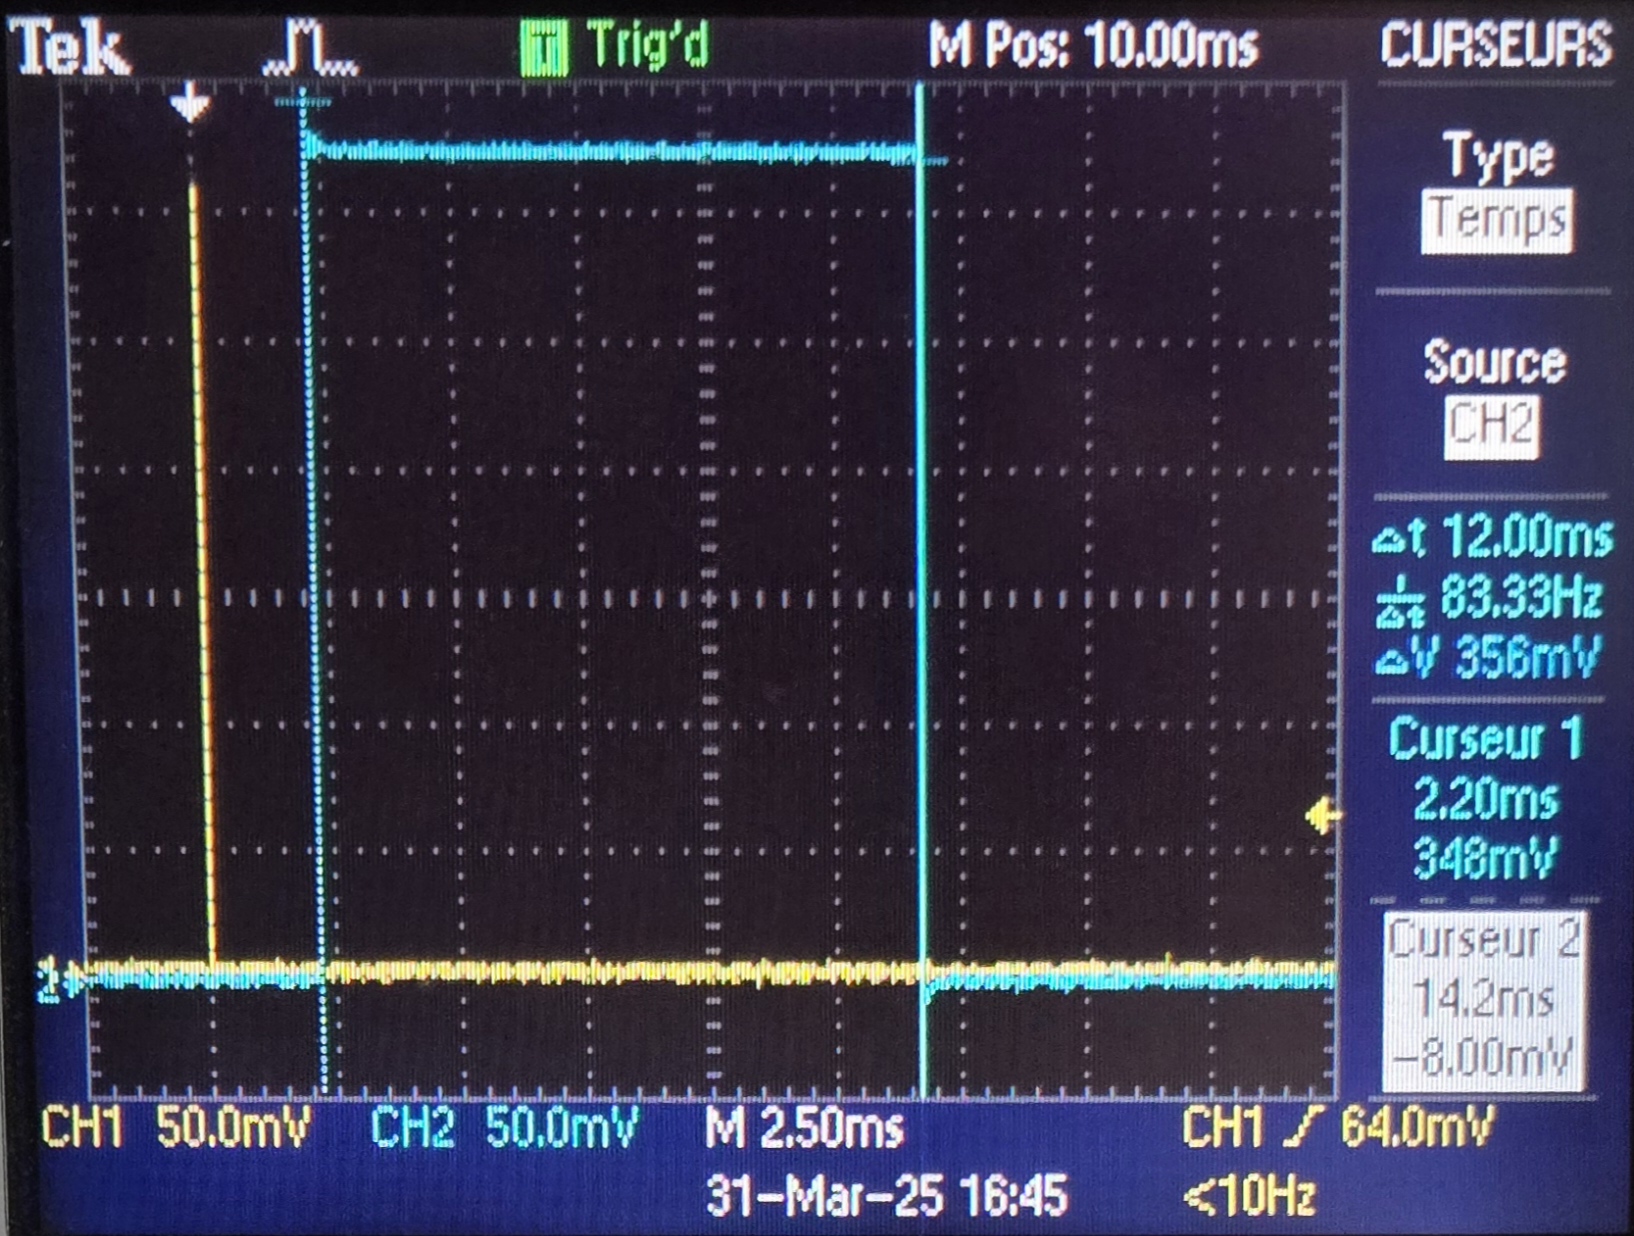 Tek Trig'd M Pos: 10.00ms CURSEURS
Type
Temps
Source
CH2
Δt 12.00ms
1/Δt 83.33Hz
ΔV 356mV
Curseur 1
2.20ms
348mV
Curseur 2
14.2ms
-8.00mV
2
CH1 50.0mV CH2 50.0mV M 2.50ms CH1 64.0mV
31-Mar-25 16:45 <10Hz